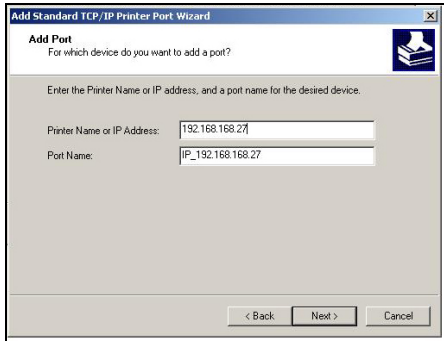 Add Standard TCP/IP Printer Port Wizard
Add Port
For which device do you want to add a port?
Enter the Printer Name or IP address, and a port name for the desired device.
Printer Name or IP Address: 192.168.168.27
Port Name: IP_192.168.168.27
< Back Next > Cancel